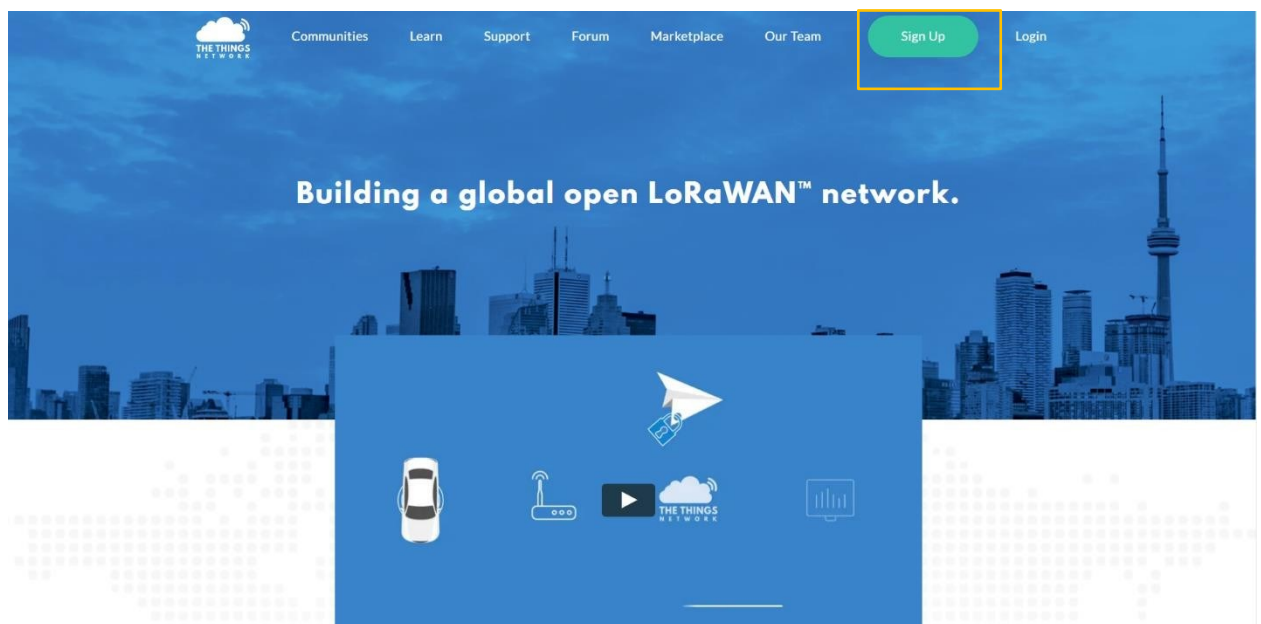 THE THINGS
NETWORK
Communities Learn Support Forum Marketplace Our Team Sign Up Login
Building a global open LoRaWAN™ network.
THE THINGS
NETWORK